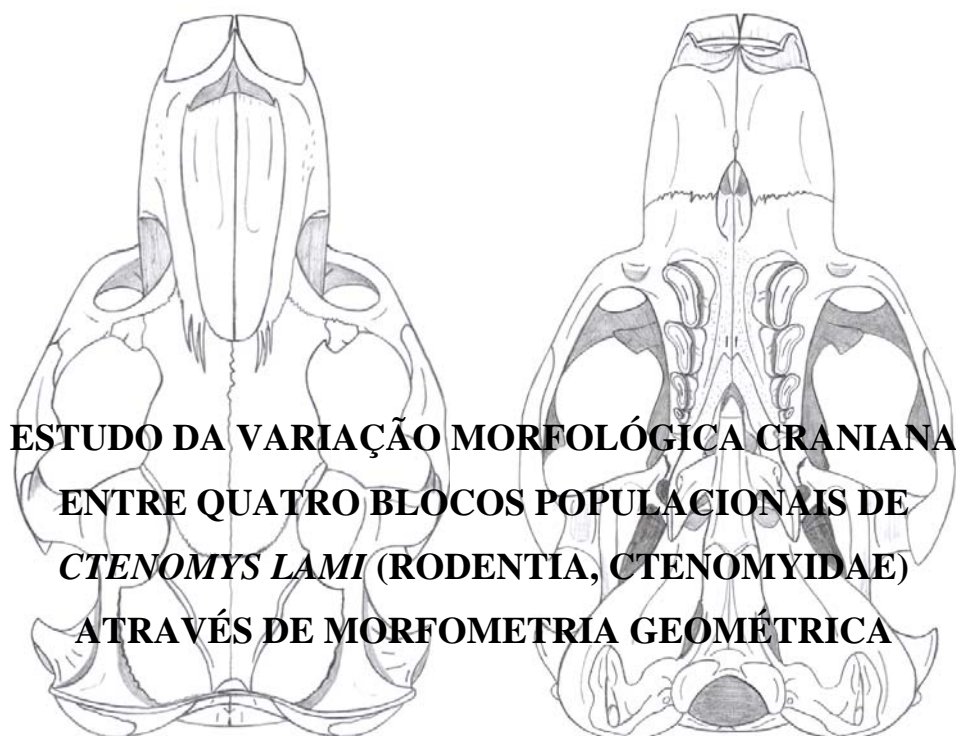 ESTUDO DA VARIAÇÃO MORFOLÓGICA CRANIANA
ENTRE QUATRO BLOCOS POPULACIONAIS DE
CTENOMYS LAMI (RODENTIA, CTENOMYIDAE)
ATRAVÉS DE MORFOMETRIA GEOMÉTRICA